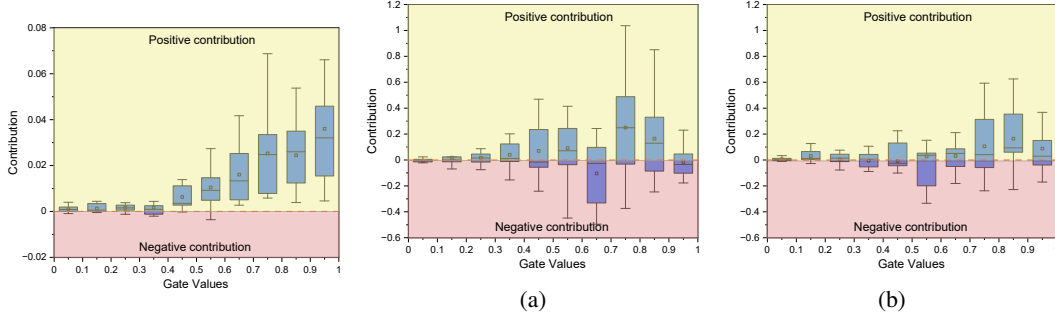 0.08
0.06
0.04
0.02
0
−0.02
Contribution
Positive contribution
Negative contribution
0 0.1 0.2 0.3 0.4 0.5 0.6 0.7 0.8 0.9 1
Gate Values
1.2
1
0.8
0.6
0.4
0.2
0
−0.2
−0.4
−0.6
Contribution
Positive contribution
Negative contribution
0 0.1 0.2 0.3 0.4 0.5 0.6 0.7 0.8 0.9 1
Gate Values
(a)
1.2
1
0.8
0.6
0.4
0.2
0
−0.2
−0.4
−0.6
Contribution
Positive contribution
Negative contribution
0 0.1 0.2 0.3 0.4 0.5 0.6 0.7 0.8 0.9
Gate Values
(b)